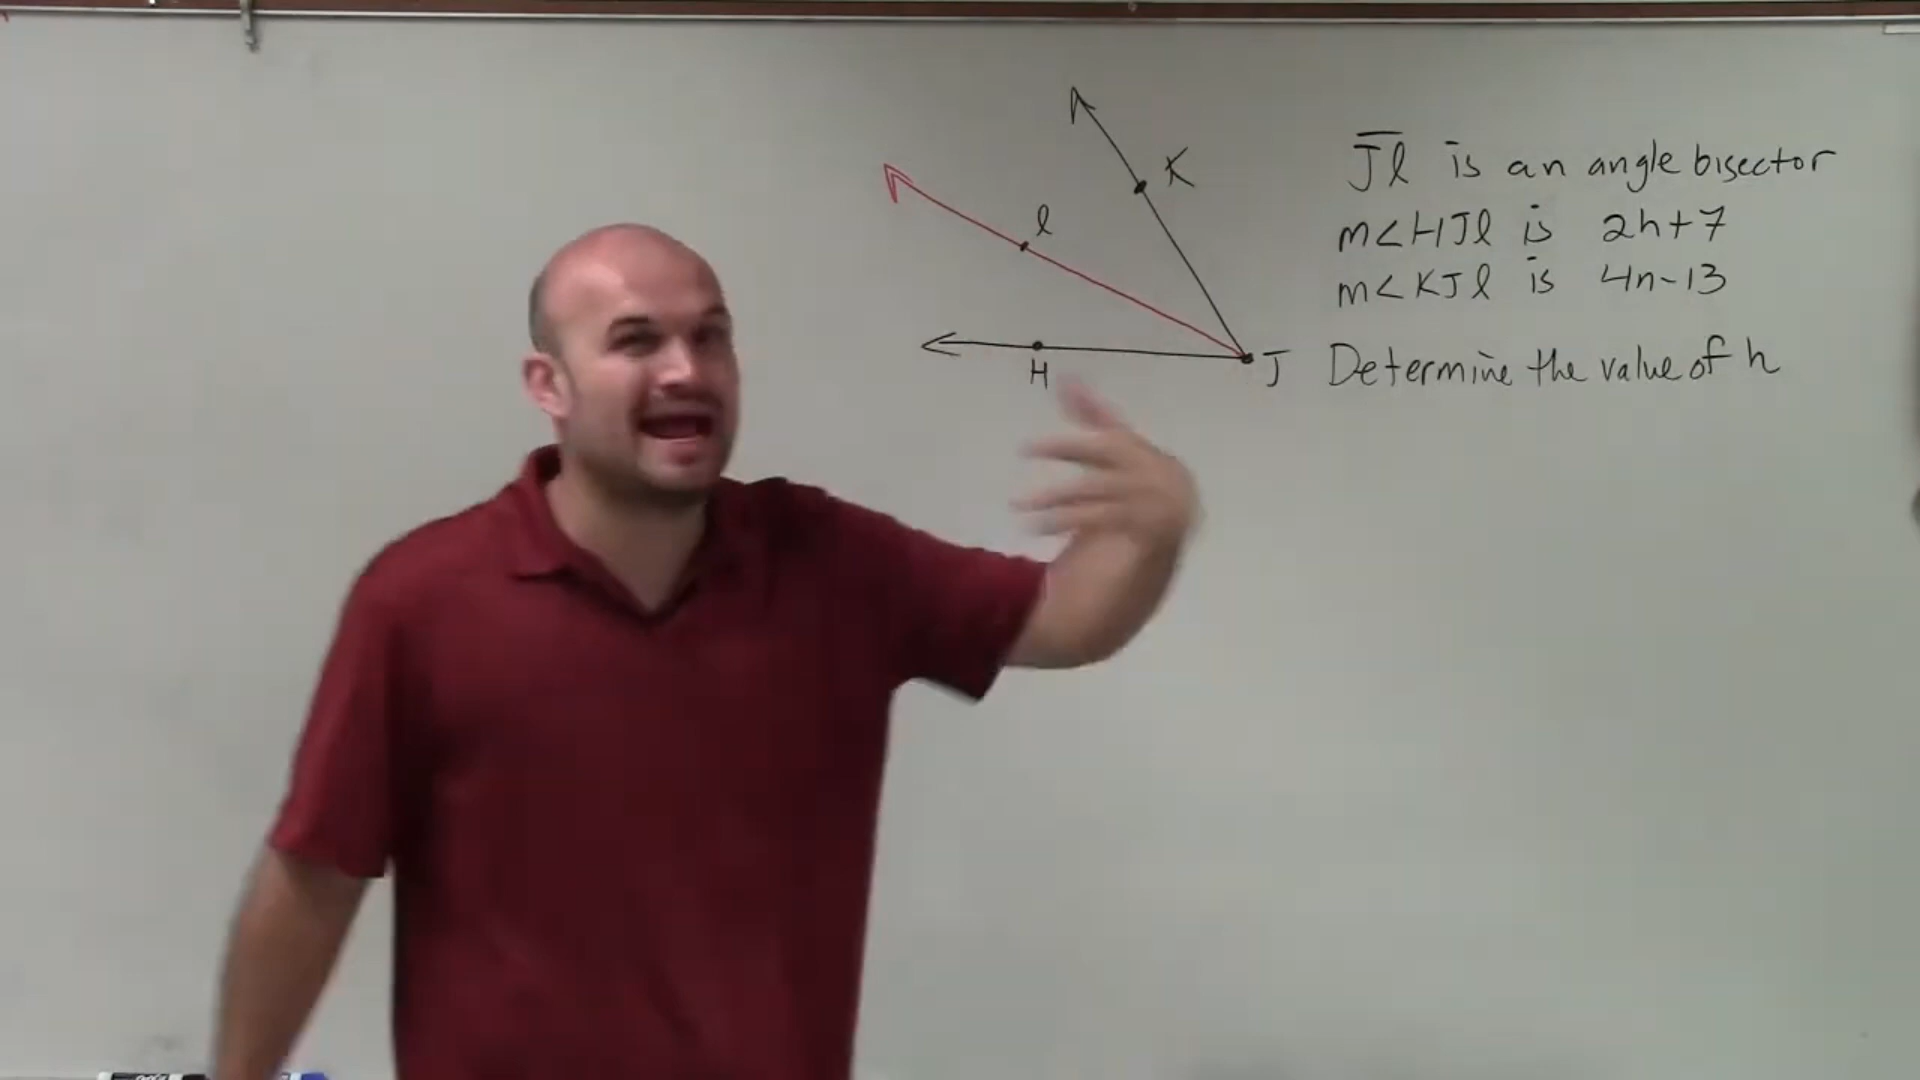 K
l
H
J
Jl is an angle bisector
m<HJl is 2h+7
m<KJl is 4n-13
Determine the value of h